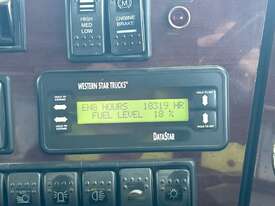 HIGH
MED
LOW
ENGINE
BRAKE
WESTERN STAR TRUCKS
ENG HOURS 18319 HR
FUEL LEVEL 18 %
DATASTAR